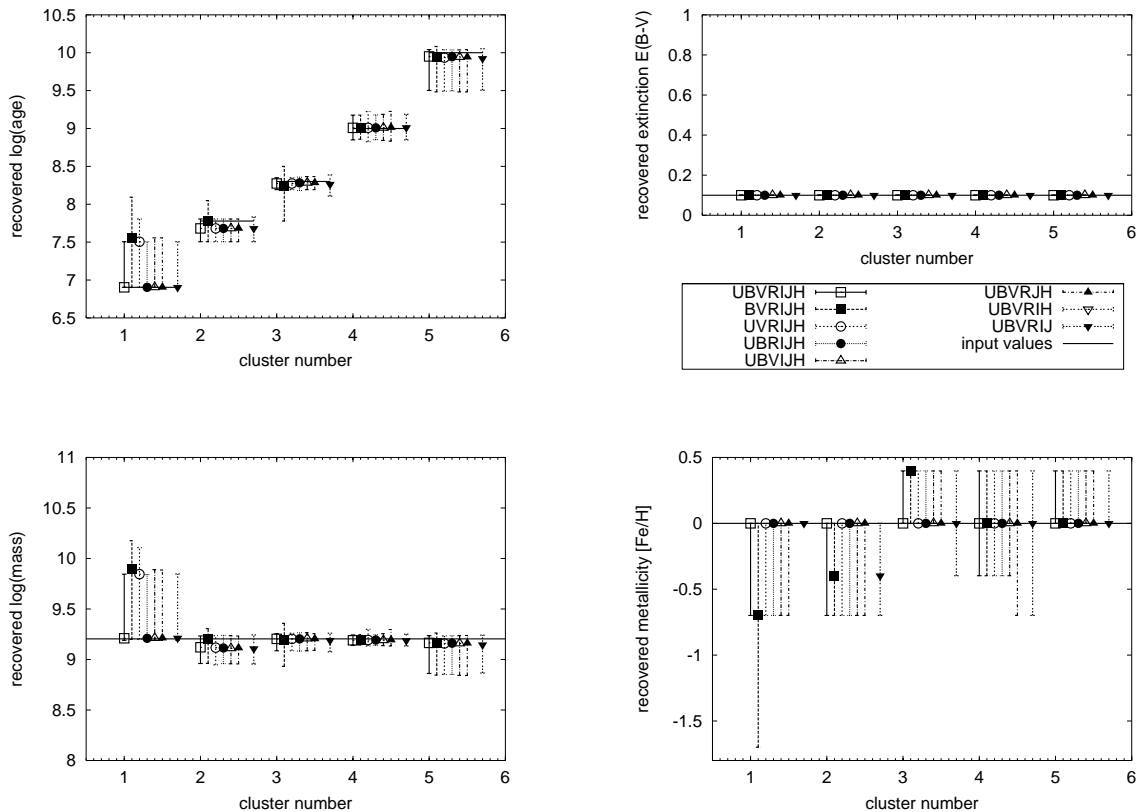 recovered log(age)
10.5
10
9.5
9
8.5
8
7.5
7
6.5
1 2 3 4 5 6
cluster number
recovered extinction E(B-V)
1
0.8
0.6
0.4
0.2
0
1 2 3 4 5 6
cluster number
UBVRIJH
BVRIJH
UVRIJH
UBRIJH
UBVIJH
UBVRJH
UBVRIH
UBVRIJ
input values
recovered log(mass)
11
10.5
10
9.5
9
8.5
8
1 2 3 4 5 6
cluster number
recovered metallicity [Fe/H]
0.5
0
-0.5
-1
-1.5
1 2 3 4 5 6
cluster number